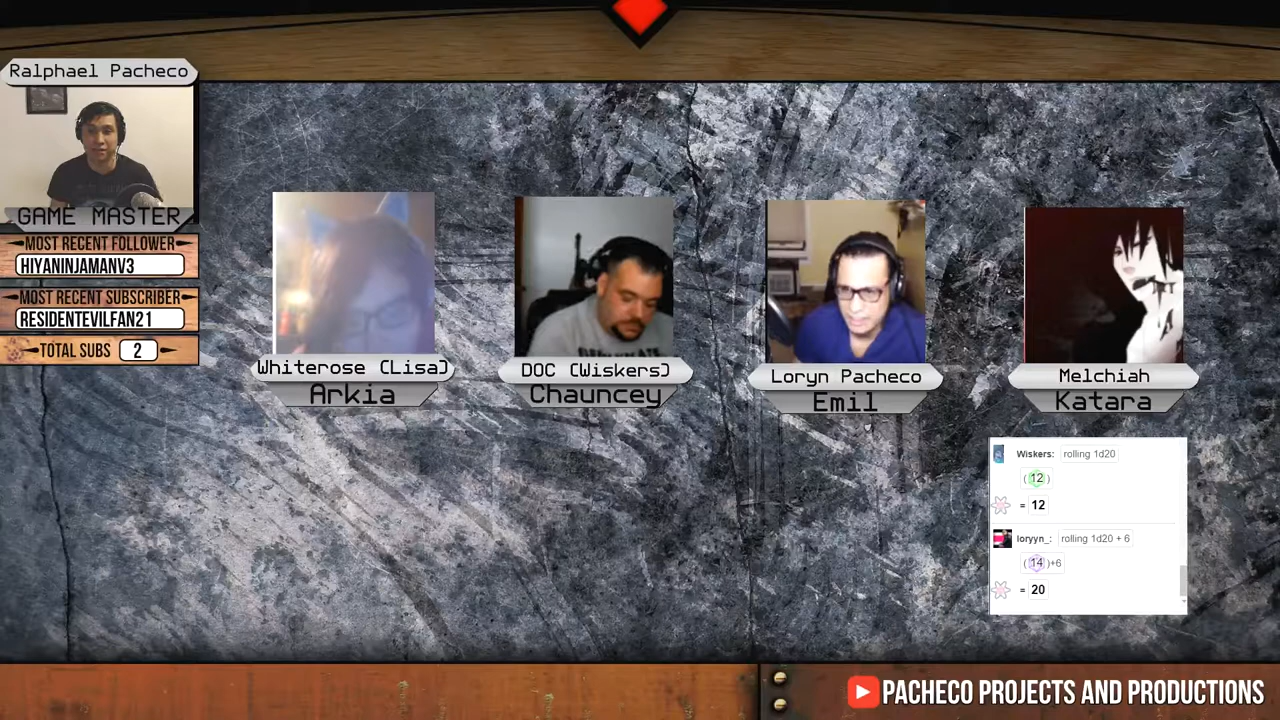 Ralphael Pacheco
GAME MASTER
MOST RECENT FOLLOWER
HIYANINJAMANV3
MOST RECENT SUBSCRIBER
RESIDENTEVILFAN21
TOTAL SUBS 2
Whiterose (Lisa)
Arkia
DOC (Wiskers)
Chauncey
Loryn Pacheco
Emil
Melchiah
Katara
Wiskers: rolling 1d20
(12)
= 12
loryyn_: rolling 1d20 + 6
(14)+6
= 20
PACHECO PROJECTS AND PRODUCTIONS